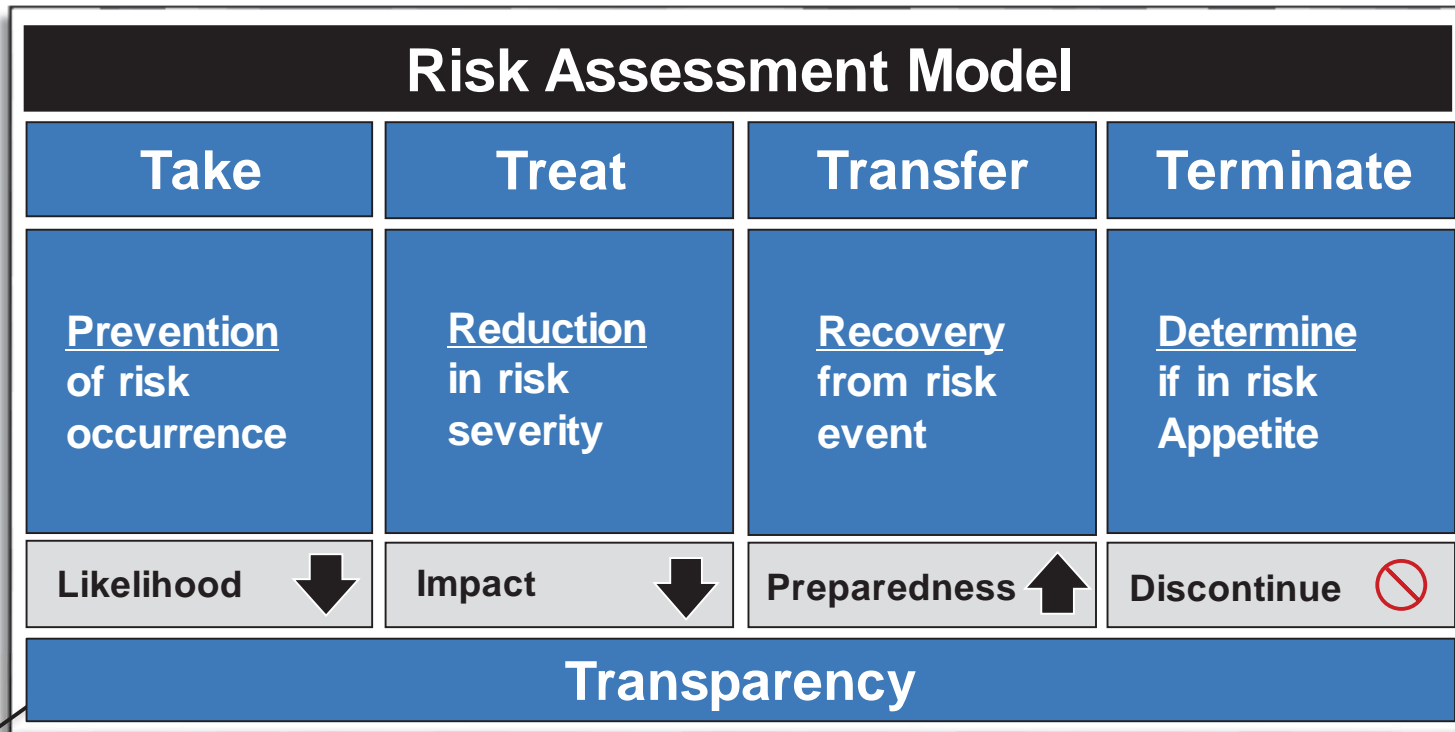 Risk Assessment Model
Take
Treat
Transfer
Terminate
Prevention
of risk
occurrence
Reduction
in risk
severity
Recovery
from risk
event
Determine
if in risk
Appetite
Likelihood
Impact
Preparedness
Discontinue
Transparency